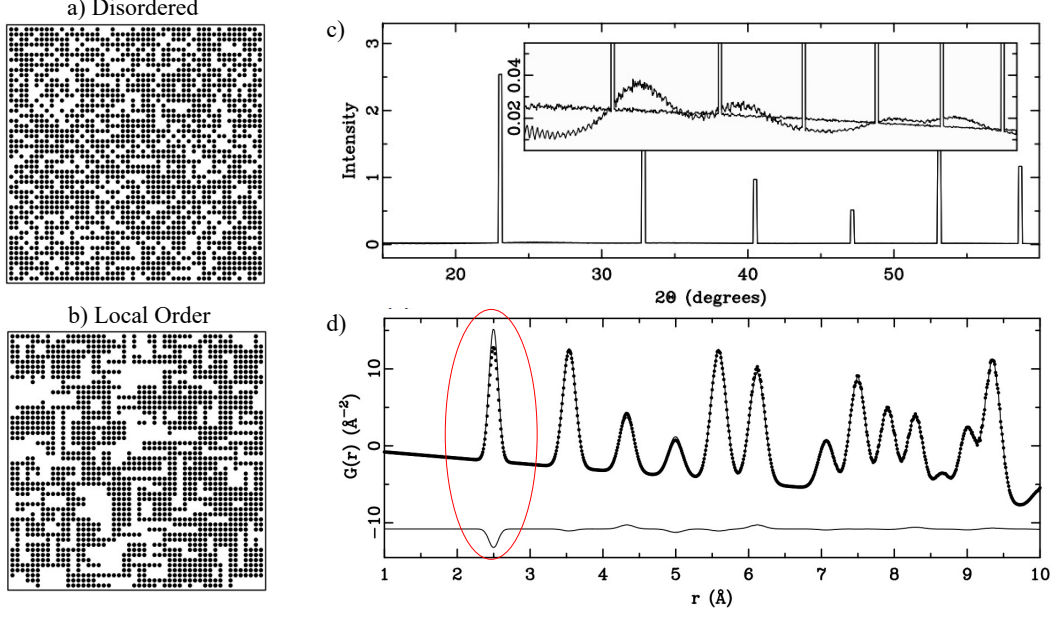 a) Disordered
b) Local Order
c)
3
2
1
0
Intensity
0.04
0.02
20
30
40
50
2θ (degrees)
d)
10
0
−10
G(r) (Å⁻²)
1
2
3
4
5
6
7
8
9
10
r (Å)